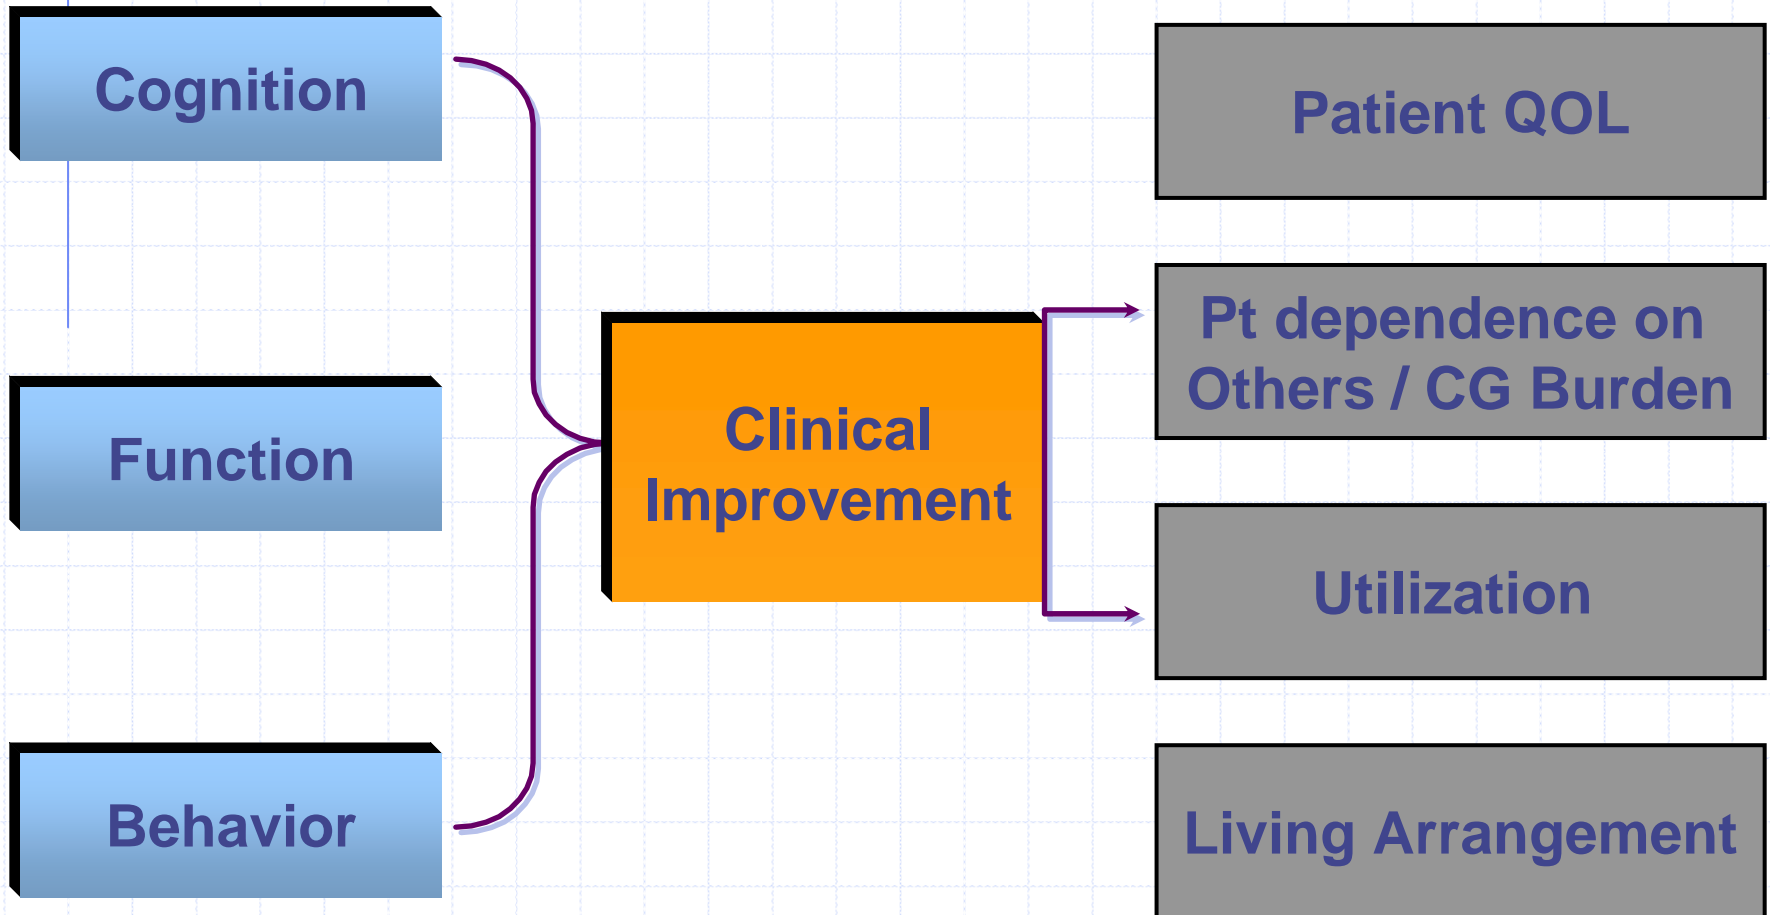 Cognition
Function
Behavior
Clinical
Improvement
Patient QOL
Pt dependence on
Others / CG Burden
Utilization
Living Arrangement